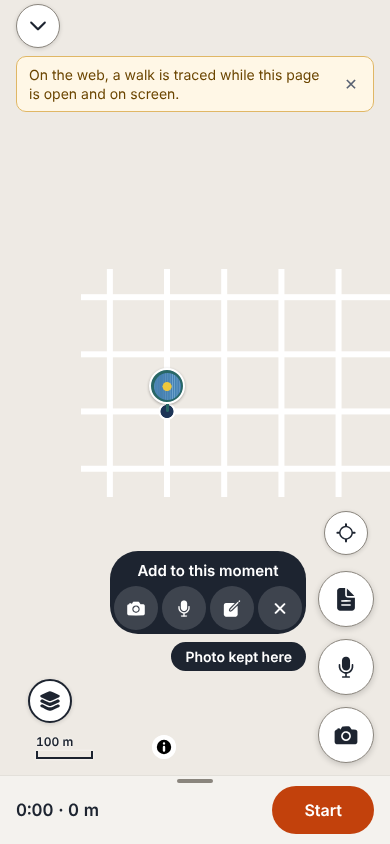 On the web, a walk is traced while this page
is open and on screen.
Add to this moment
Photo kept here
100 m
0:00 · 0 m
Start